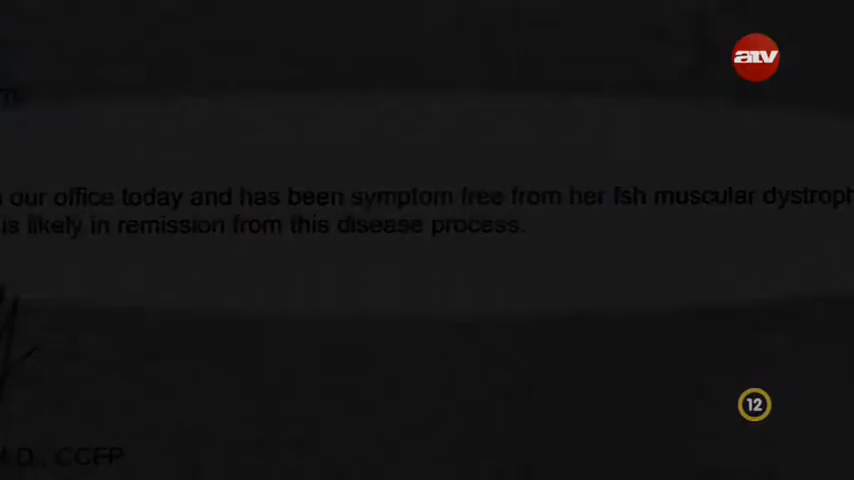 atv
our office today and has been symptom free from her fsh muscular dystroph
is likely in remission from this disease process.
12
M.D., CCFP